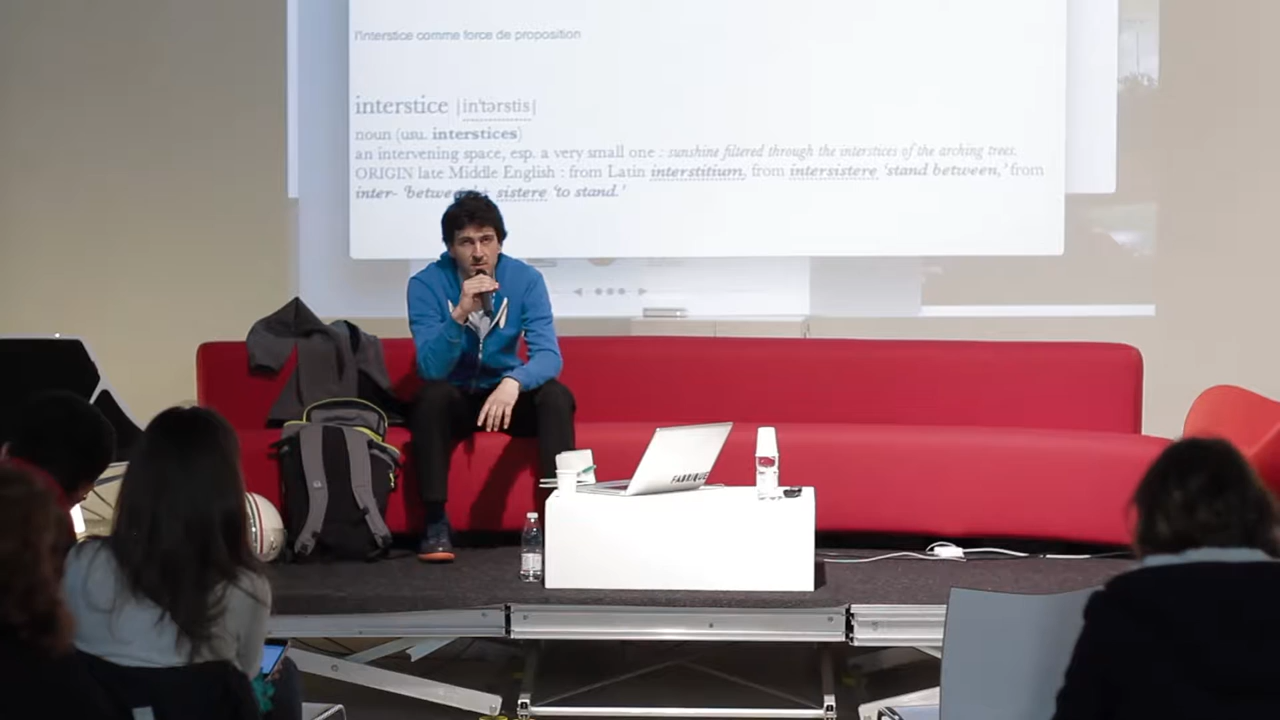 l'interstice comme force de proposition
interstice |in'tərstis|
noun (usu. interstices)
an intervening space, esp. a very small one : sunshine filtered through the interstices of the arching trees.
ORIGIN late Middle English : from Latin interstitium, from intersistere 'stand between,' from
inter- sistere 'to stand.'
FABRIQUE